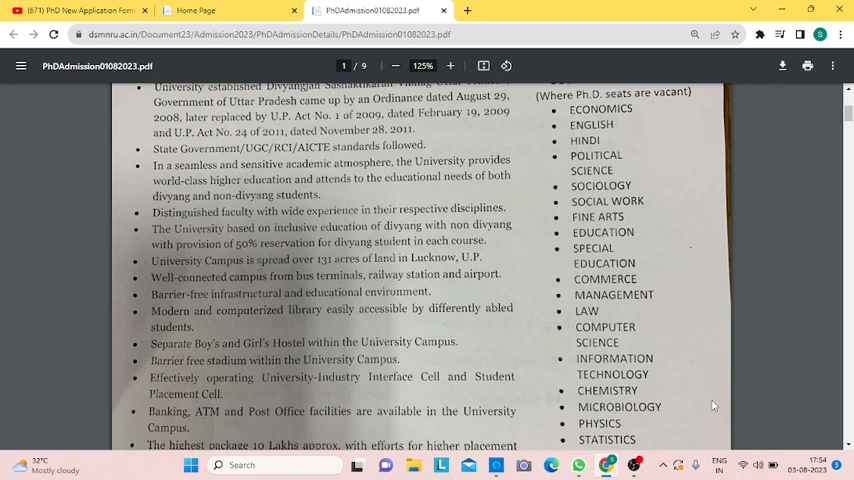 (671) PhD New Application Form
Home Page
PhDAdmission01082023.pdf
dsmnru.ac.in/Document23/Admission2023/PhDAdmissionDetails/PhDAdmission01082023.pdf
PhDAdmission01082023.pdf
1 / 9
125%
University established Divyangjan Sashaktikaran Vibhag Uttar
Government of Uttar Pradesh came up by an Ordinance dated August 29,
2008, later replaced by U.P. Act No. 1 of 2009, dated February 19, 2009
and U.P. Act No. 24 of 2011, dated November 28, 2011.
• State Government/UGC/RCI/AICTE standards followed.
• In a seamless and sensitive academic atmosphere, the University provides
world-class higher education and attends to the educational needs of both
divyang and non-divyang students.
• Distinguished faculty with wide experience in their respective disciplines.
• The University based on inclusive education of divyang with non divyang
with provision of 50% reservation for divyang student in each course.
• University Campus is spread over 131 acres of land in Lucknow, U.P.
• Well-connected campus from bus terminals, railway station and airport.
• Barrier-free infrastructural and educational environment.
• Modern and computerized library easily accessible by differently abled
students.
• Separate Boy's and Girl's Hostel within the University Campus.
• Barrier free stadium within the University Campus.
• Effectively operating University-Industry Interface Cell and Student
Placement Cell.
• Banking, ATM and Post Office facilities are available in the University
Campus.
• The highest package 10 Lakhs approx. with efforts for higher placement
(Where Ph.D. seats are vacant)
• ECONOMICS
• ENGLISH
• HINDI
• POLITICAL
SCIENCE
• SOCIOLOGY
• SOCIAL WORK
• FINE ARTS
• EDUCATION
• SPECIAL
EDUCATION
• COMMERCE
• MANAGEMENT
• LAW
• COMPUTER
SCIENCE
• INFORMATION
TECHNOLOGY
• CHEMISTRY
• MICROBIOLOGY
• PHYSICS
• STATISTICS
32°C
Mostly cloudy
Search
ENG
IN
17:54
03-08-2023